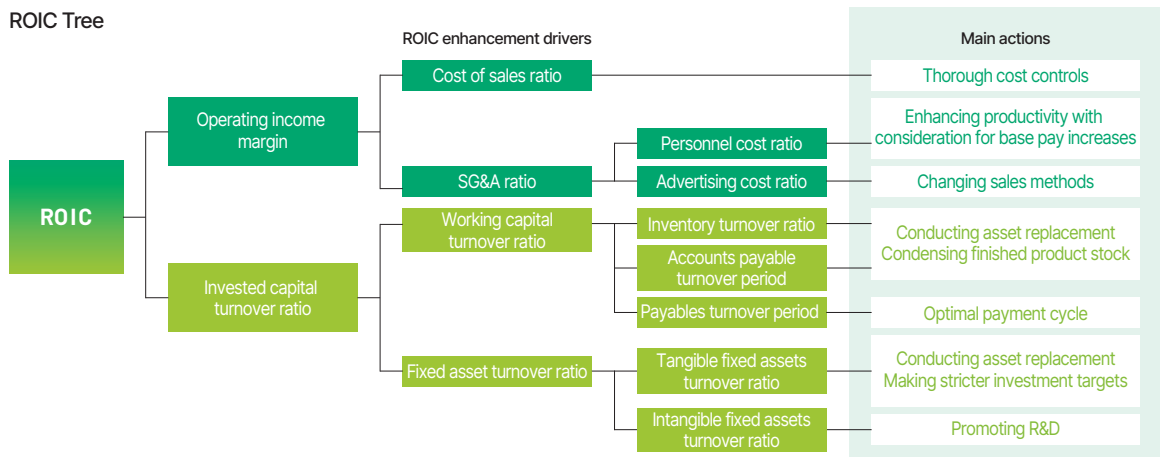 ROIC Tree
ROIC enhancement drivers
Main actions
Cost of sales ratio
Thorough cost controls
Operating income
margin
Enhancing productivity with
consideration for base pay increases
Personnel cost ratio
SG&A ratio
Advertising cost ratio
Changing sales methods
ROIC
Working capital
turnover ratio
Inventory turnover ratio
Conducting asset replacement
Condensing finished product stock
Accounts payable
turnover period
Invested capital
turnover ratio
Payables turnover period
Optimal payment cycle
Fixed asset turnover ratio
Tangible fixed assets
turnover ratio
Conducting asset replacement
Making stricter investment targets
Intangible fixed assets
turnover ratio
Promoting R&D